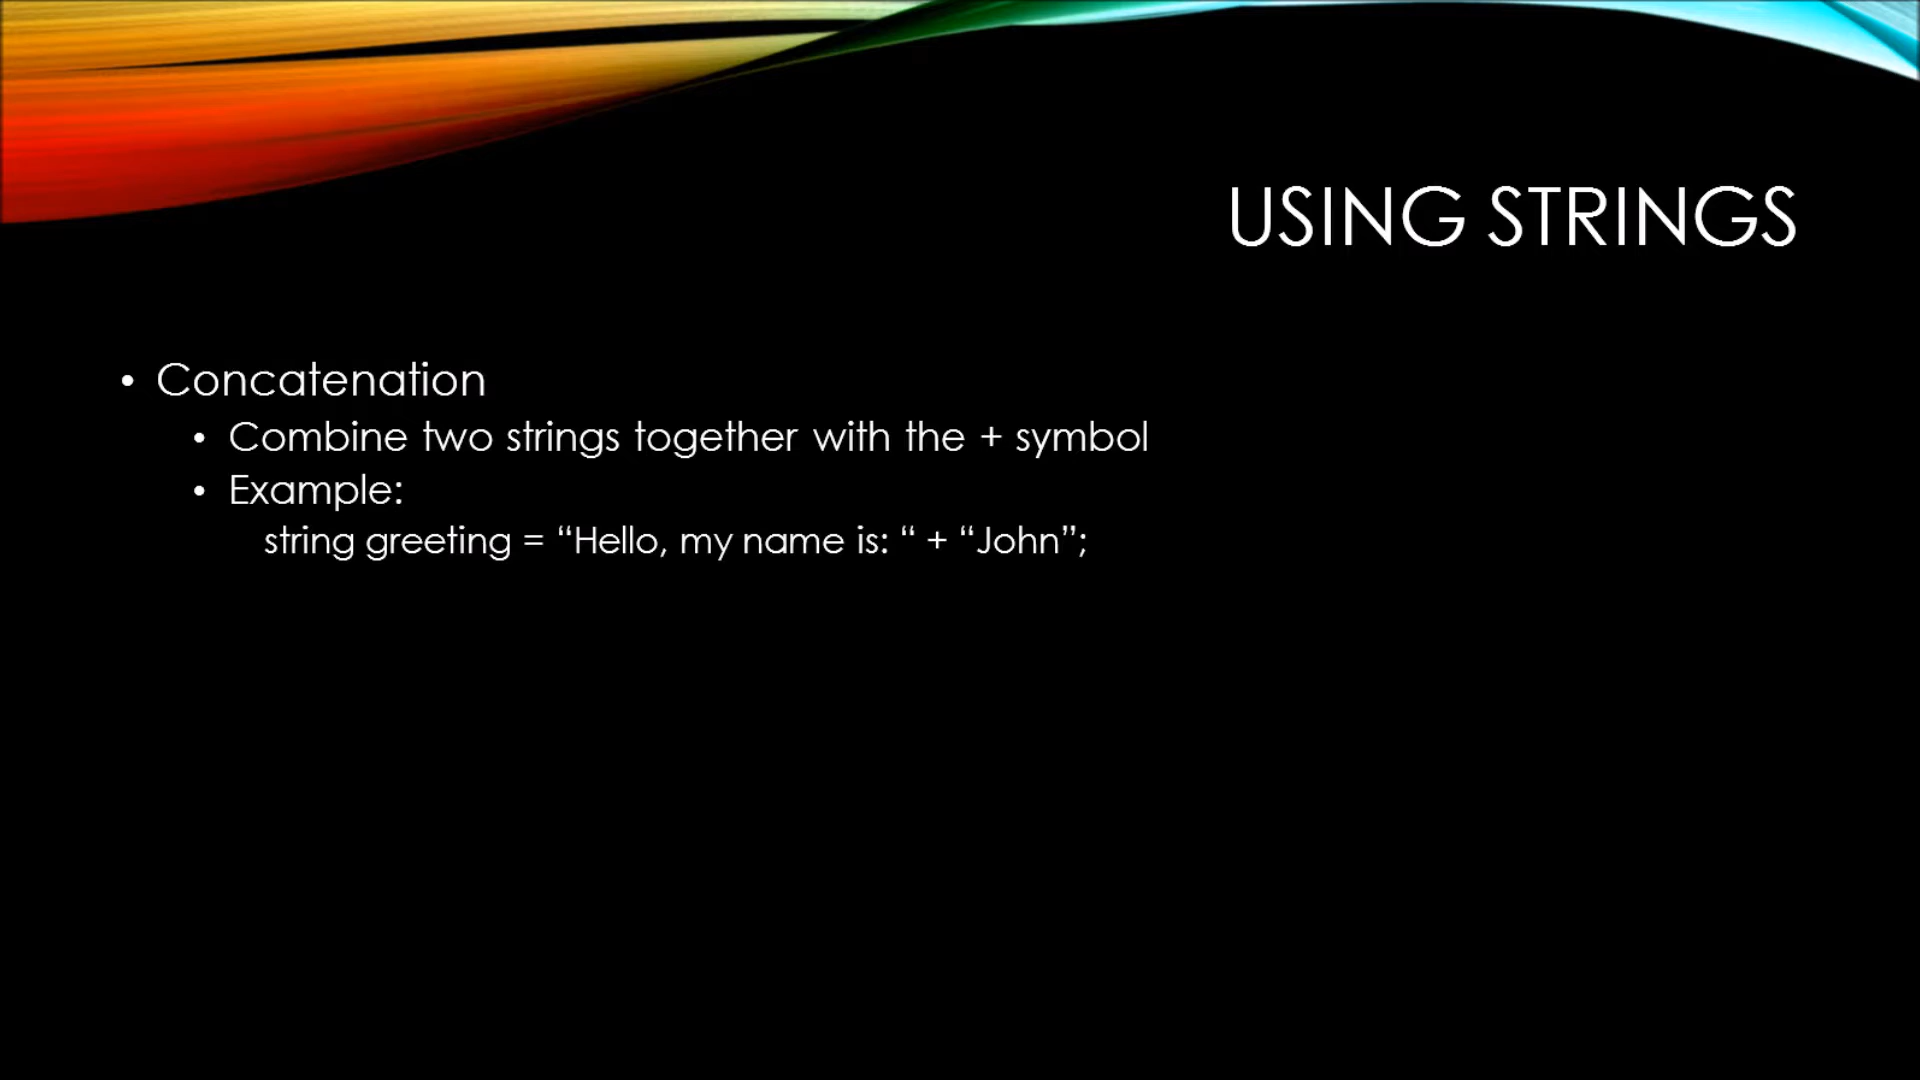 USING STRINGS
• Concatenation
• Combine two strings together with the + symbol
• Example:
string greeting = “Hello, my name is: “ + “John”;